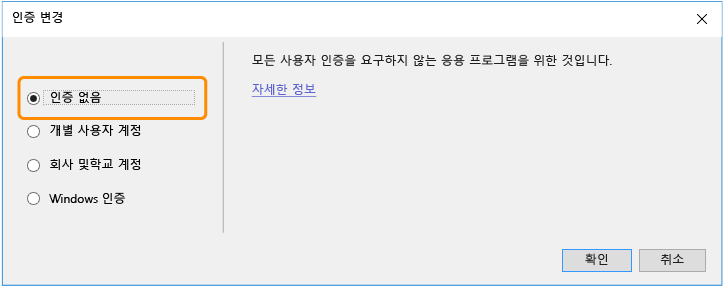 인증 변경
모든 사용자 인증을 요구하지 않는 응용 프로그램을 위한 것입니다.
자세한 정보
인증 없음
개별 사용자 계정
회사 및학교 계정
Windows 인증
확인
취소